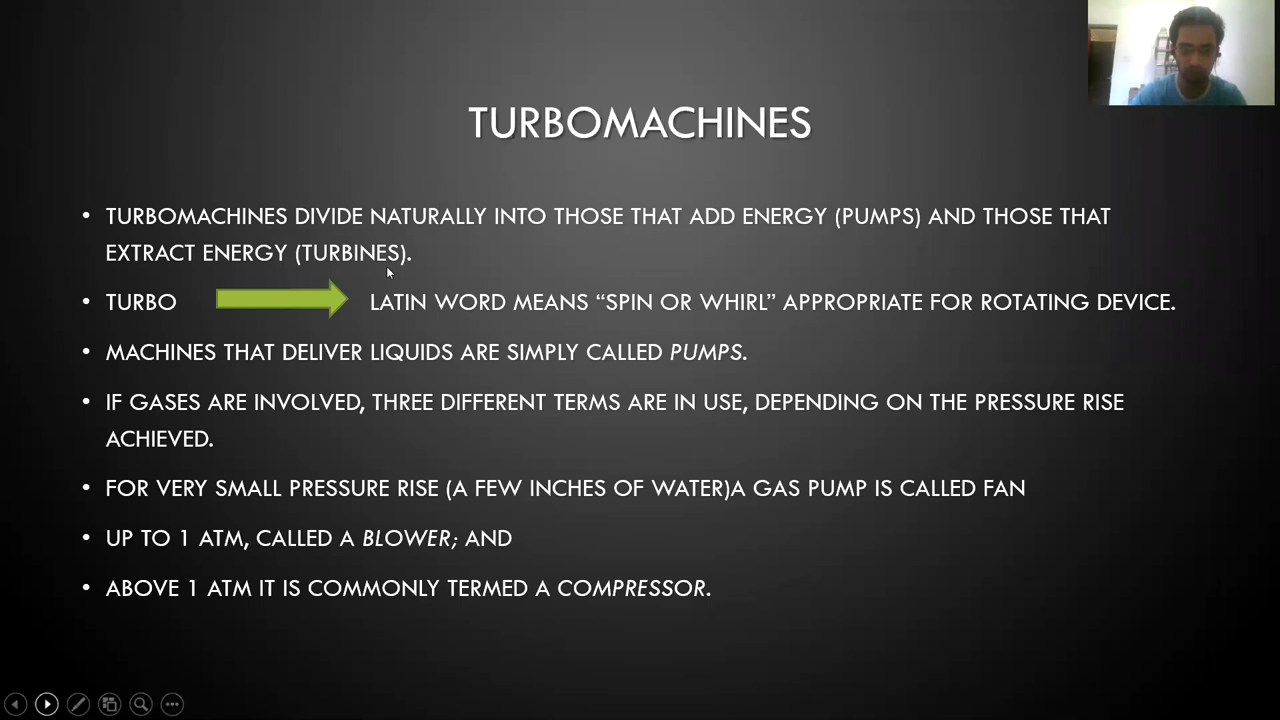 TURBOMACHINES
• TURBOMACHINES DIVIDE NATURALLY INTO THOSE THAT ADD ENERGY (PUMPS) AND THOSE THAT
EXTRACT ENERGY (TURBINES).
• TURBO LATIN WORD MEANS “SPIN OR WHIRL” APPROPRIATE FOR ROTATING DEVICE.
• MACHINES THAT DELIVER LIQUIDS ARE SIMPLY CALLED PUMPS.
• IF GASES ARE INVOLVED, THREE DIFFERENT TERMS ARE IN USE, DEPENDING ON THE PRESSURE RISE
ACHIEVED.
• FOR VERY SMALL PRESSURE RISE (A FEW INCHES OF WATER)A GAS PUMP IS CALLED FAN
• UP TO 1 ATM, CALLED A BLOWER; AND
• ABOVE 1 ATM IT IS COMMONLY TERMED A COMPRESSOR.